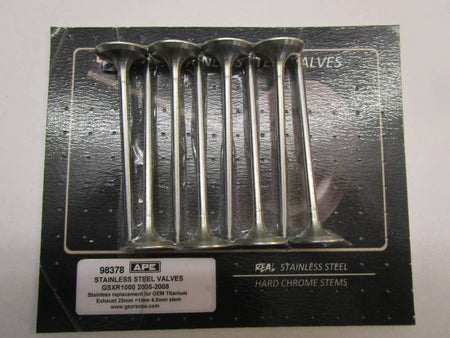 STAINLESS STEEL VALVES
98378 APE
STAINLESS STEEL VALVES
GSXR1000 2005-2008
Stainless replacement for OEM Titanium
Exhaust 25mm +1mm 4.5mm stem
www.gsxrzone.com
REAL STAINLESS STEEL
HARD CHROME STEMS